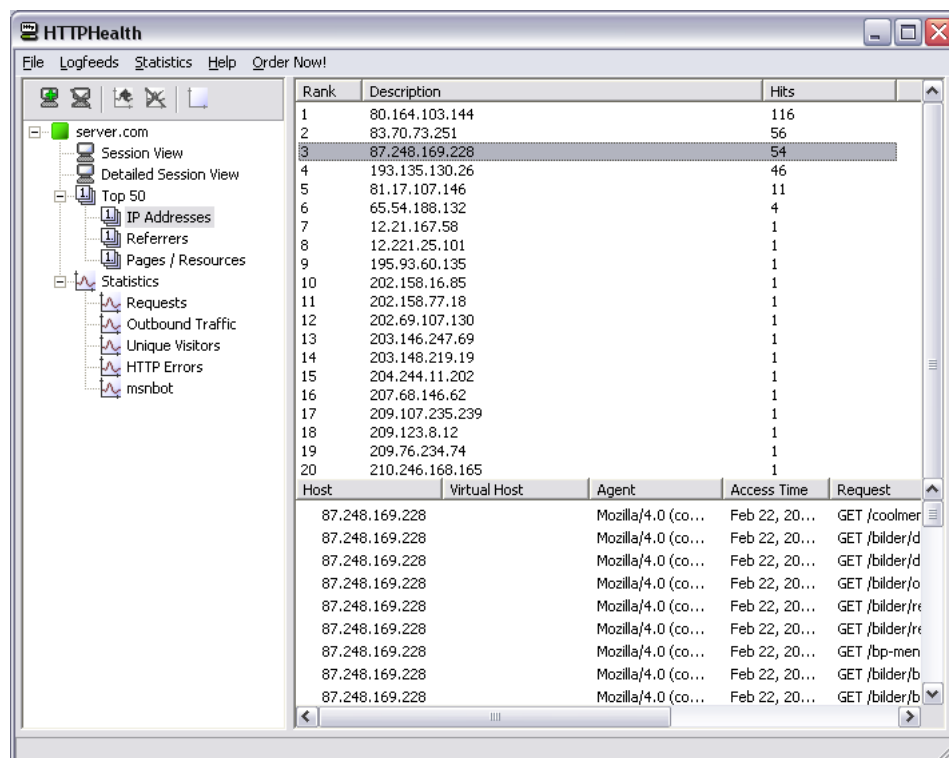 HTTPHealth
File Logfeeds Statistics Help Order Now!
server.com
Session View
Detailed Session View
Top 50
IP Addresses
Referrers
Pages / Resources
Statistics
Requests
Outbound Traffic
Unique Visitors
HTTP Errors
msnbot
Rank Description Hits
1 80.164.103.144 116
2 83.70.73.251 56
3 87.248.169.228 54
4 193.135.130.26 46
5 81.17.107.146 11
6 65.54.188.132 4
7 12.21.167.58 1
8 12.221.25.101 1
9 195.93.60.135 1
10 202.158.16.85 1
11 202.158.77.18 1
12 202.69.107.130 1
13 203.146.247.69 1
14 203.148.219.19 1
15 204.244.11.202 1
16 207.68.146.62 1
17 209.107.235.239 1
18 209.123.8.12 1
19 209.76.234.74 1
20 210.246.168.165 1
Host Virtual Host Agent Access Time Request
87.248.169.228 Mozilla/4.0 (co... Feb 22, 20... GET /coolmer
87.248.169.228 Mozilla/4.0 (co... Feb 22, 20... GET /bilder/d
87.248.169.228 Mozilla/4.0 (co... Feb 22, 20... GET /bilder/d
87.248.169.228 Mozilla/4.0 (co... Feb 22, 20... GET /bilder/o
87.248.169.228 Mozilla/4.0 (co... Feb 22, 20... GET /bilder/re
87.248.169.228 Mozilla/4.0 (co... Feb 22, 20... GET /bilder/re
87.248.169.228 Mozilla/4.0 (co... Feb 22, 20... GET /bp-men
87.248.169.228 Mozilla/4.0 (co... Feb 22, 20... GET /bilder/b
87.248.169.228 Mozilla/4.0 (co... Feb 22, 20... GET /bilder/b